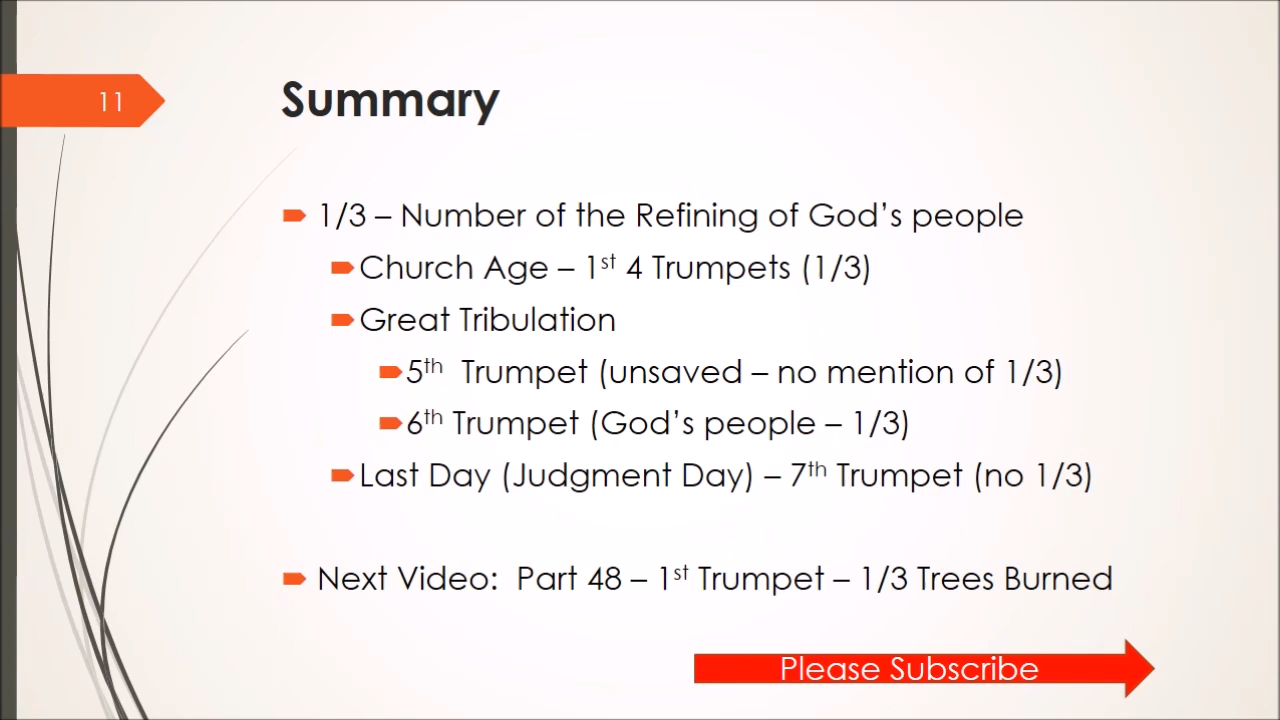 11
Summary
1/3 – Number of the Refining of God’s people
Church Age – 1st 4 Trumpets (1/3)
Great Tribulation
5th Trumpet (unsaved – no mention of 1/3)
6th Trumpet (God’s people – 1/3)
Last Day (Judgment Day) – 7th Trumpet (no 1/3)
Next Video: Part 48 – 1st Trumpet – 1/3 Trees Burned
Please Subscribe